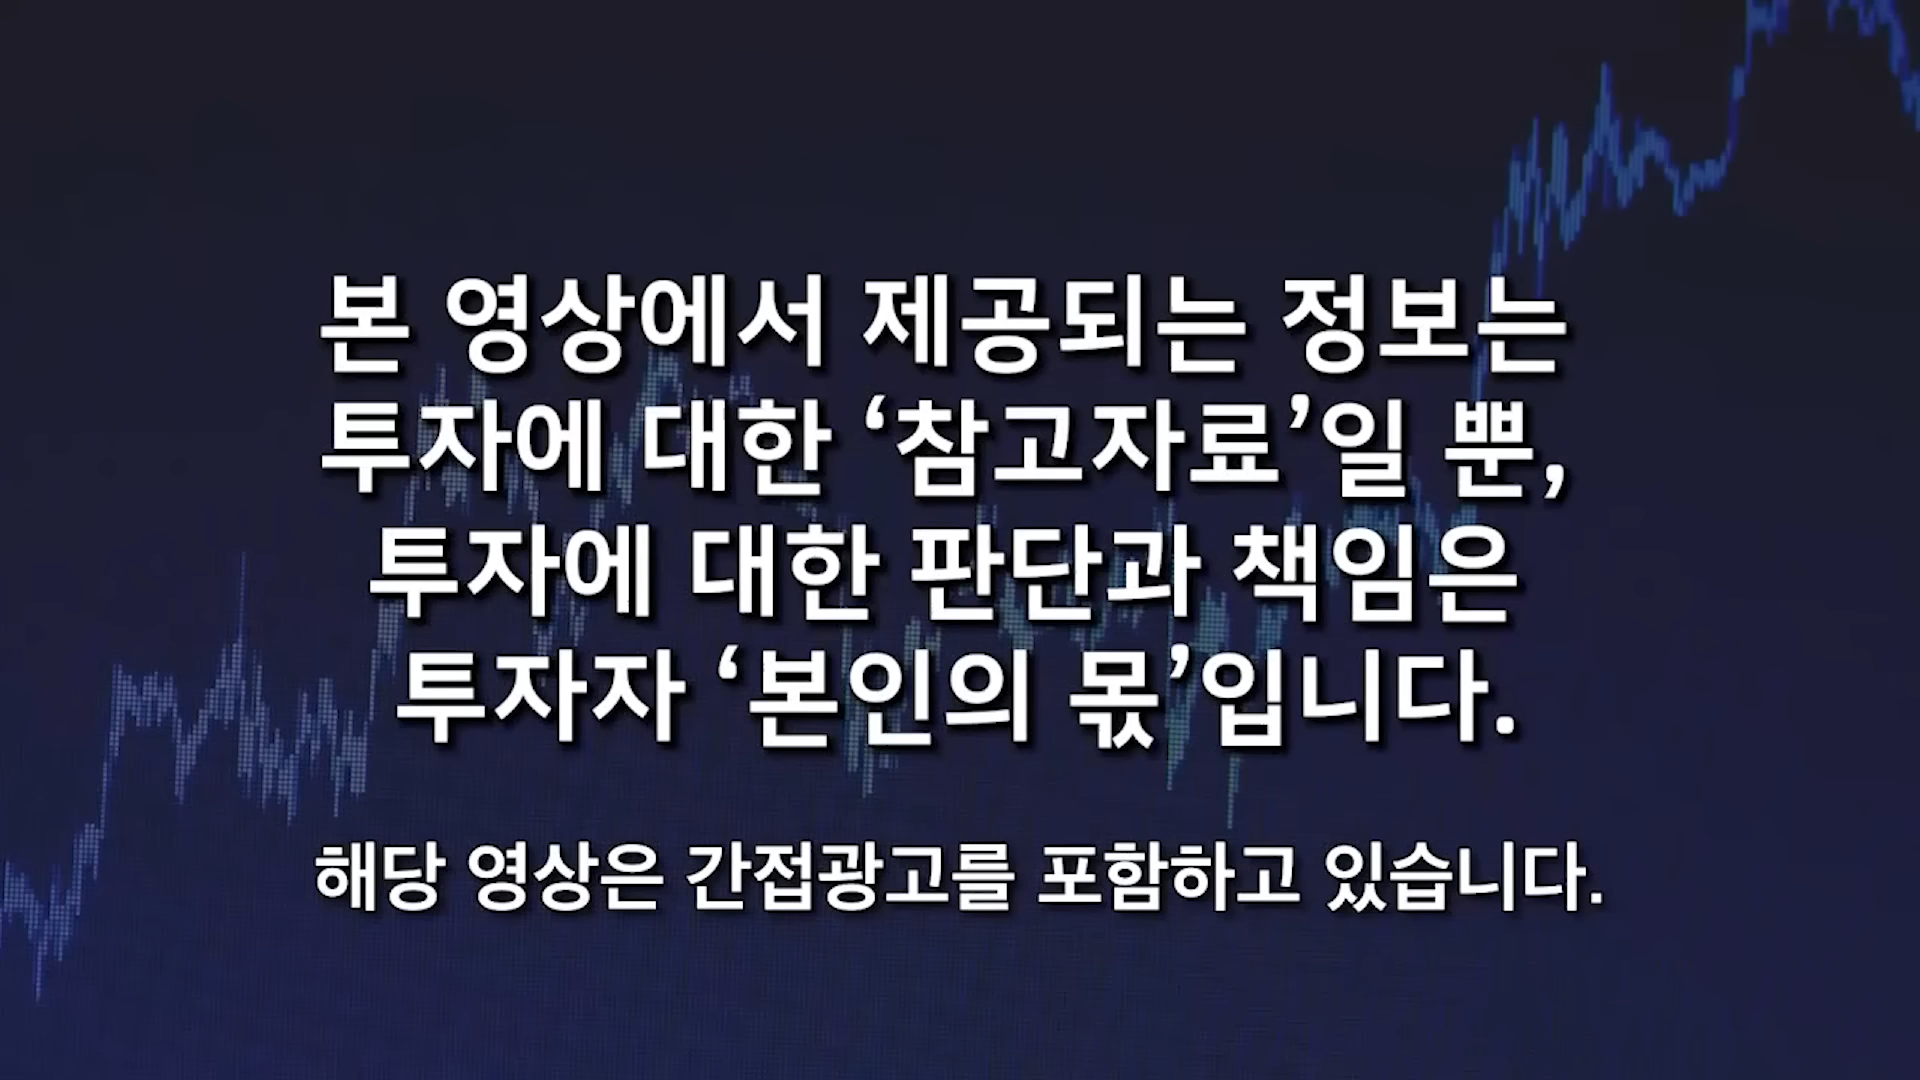 본 영상에서 제공되는 정보는
투자에 대한 ‘참고자료’일 뿐,
투자에 대한 판단과 책임은
투자자 ‘본인의 몫’입니다.
해당 영상은 간접광고를 포함하고 있습니다.